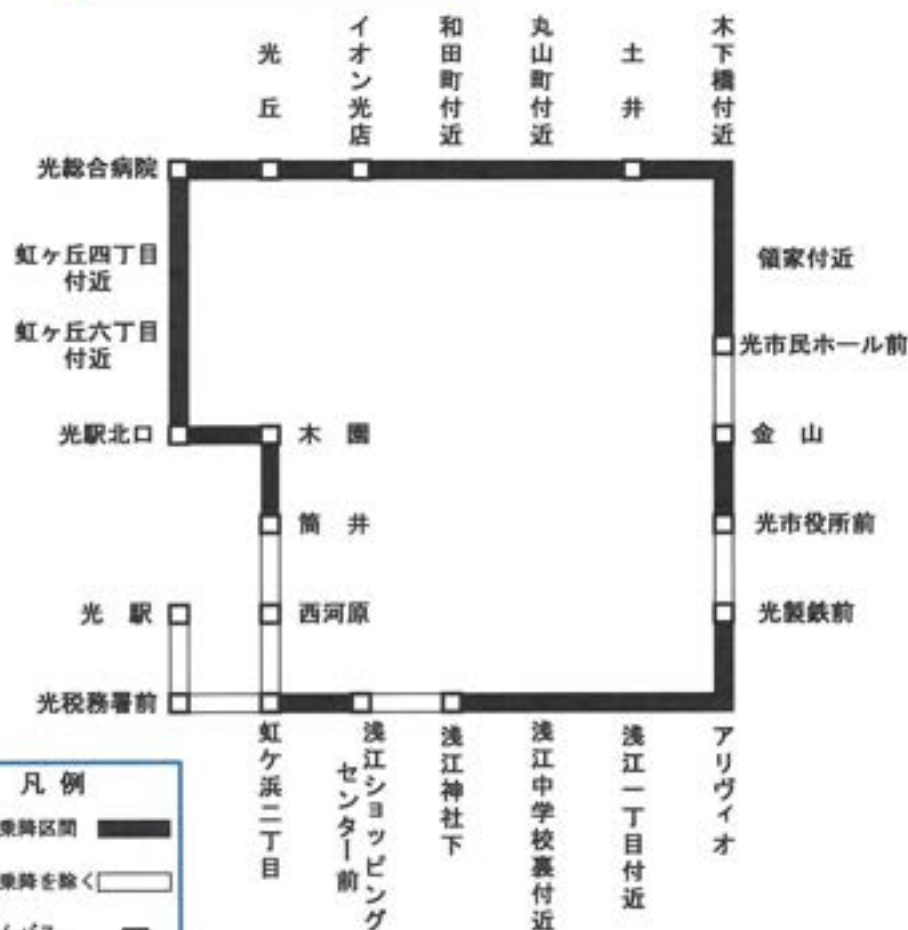 光丘
イオン光店
和田町付近
丸山町付近
土井
木下橋付近
光総合病院
虹ヶ丘四丁目
付近
領家付近
虹ヶ丘六丁目
付近
光市民ホール前
光駅北口
木園
金山
筒井
光市役所前
光駅
西河原
光製鉄前
光税務署前
虹ケ浜二丁目
浅江ショッピング
センター前
浅江神社下
浅江中学校裏付近
浅江一丁目付近
アリヴィオ
凡例
乗降区間
乗降を除く